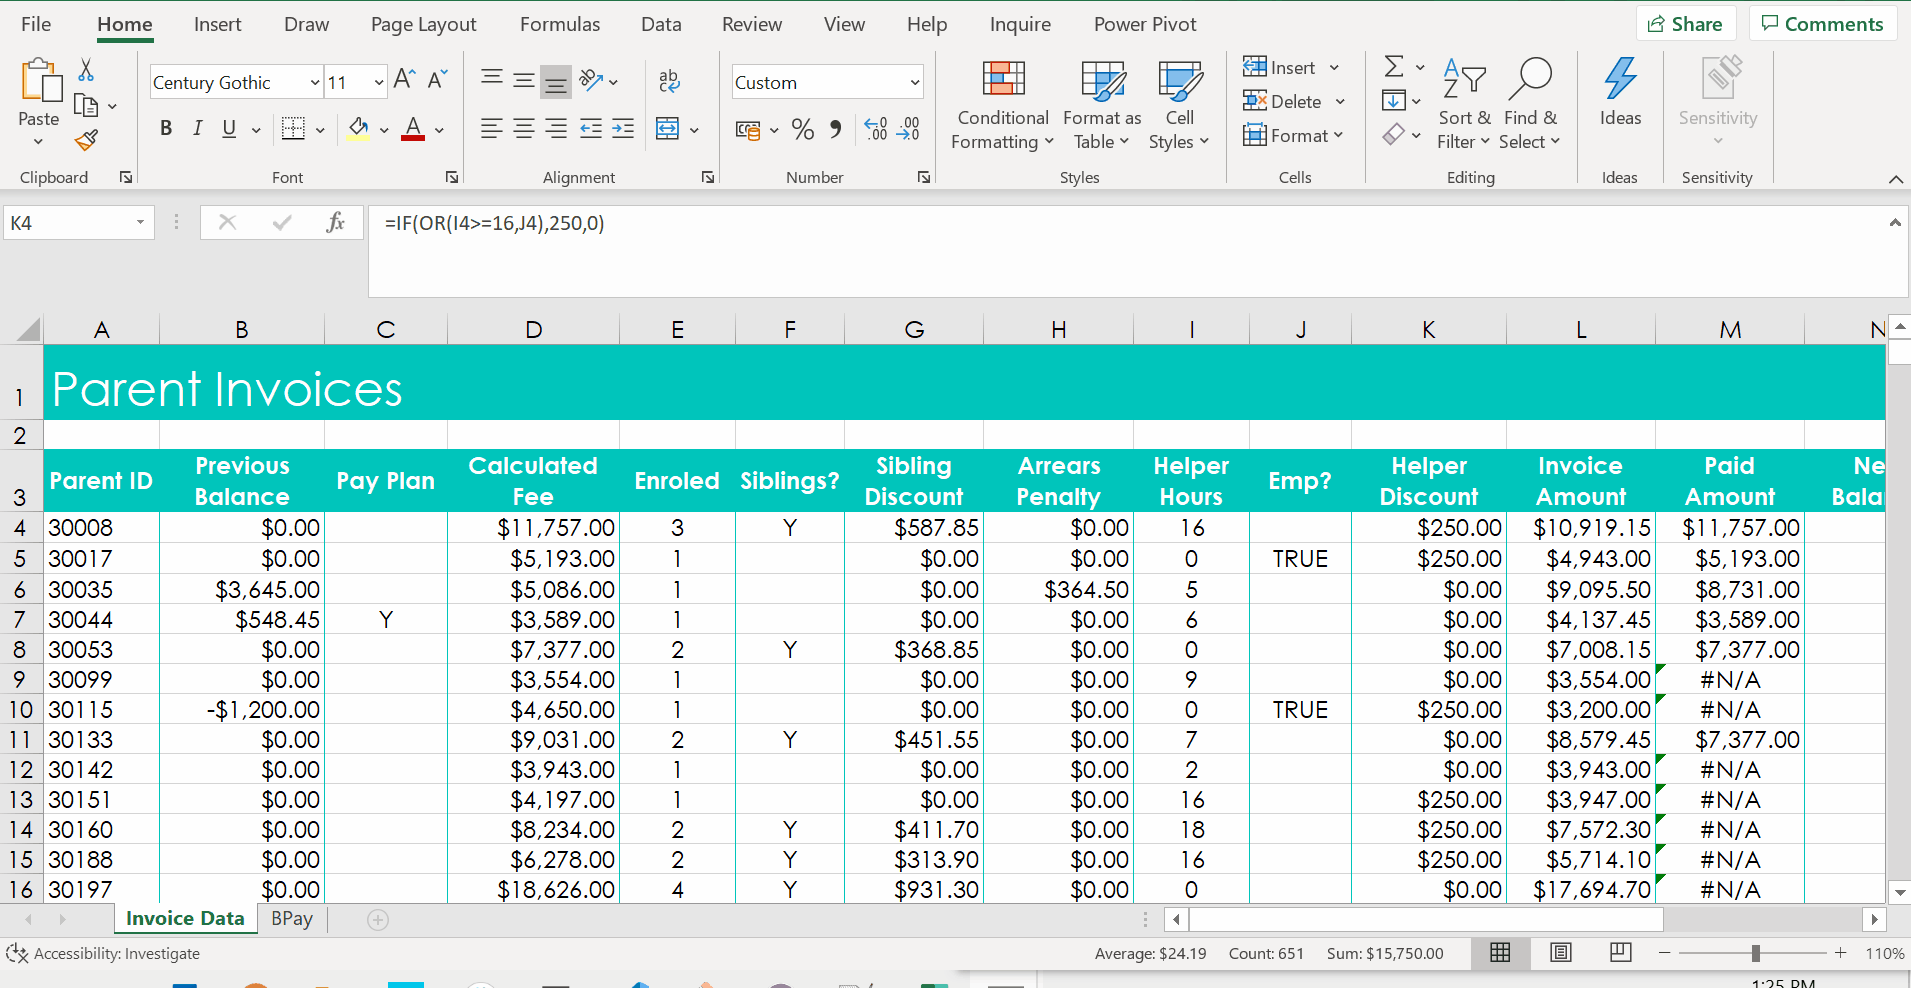 File Home Insert Draw Page Layout Formulas Data Review View Help Inquire Power Pivot Share Comments
Century Gothic 11 Custom
Paste Conditional Formatting Format as Table Cell Styles Insert Delete Format Sort & Filter Find & Select Ideas Sensitivity
Clipboard Font Alignment Number Styles Cells Editing Ideas Sensitivity
K4 fx =IF(OR(I4>=16,J4),250,0)
A B C D E F G H I J K L M N
1 Parent Invoices
2
3 Parent ID Previous Balance Pay Plan Calculated Fee Enroled Siblings? Sibling Discount Arrears Penalty Helper Hours Emp? Helper Discount Invoice Amount Paid Amount Ne Bala
4 30008 $0.00 $11,757.00 3 Y $587.85 $0.00 16 $250.00 $10,919.15 $11,757.00
5 30017 $0.00 $5,193.00 1 $0.00 $0.00 0 TRUE $250.00 $4,943.00 $5,193.00
6 30035 $3,645.00 $5,086.00 1 $0.00 $364.50 5 $0.00 $9,095.50 $8,731.00
7 30044 $548.45 Y $3,589.00 1 $0.00 $0.00 6 $0.00 $4,137.45 $3,589.00
8 30053 $0.00 $7,377.00 2 Y $368.85 $0.00 0 $0.00 $7,008.15 $7,377.00
9 30099 $0.00 $3,554.00 1 $0.00 $0.00 9 $0.00 $3,554.00 #N/A
10 30115 -$1,200.00 $4,650.00 1 $0.00 $0.00 0 TRUE $250.00 $3,200.00 #N/A
11 30133 $0.00 $9,031.00 2 Y $451.55 $0.00 7 $0.00 $8,579.45 $7,377.00
12 30142 $0.00 $3,943.00 1 $0.00 $0.00 2 $0.00 $3,943.00 #N/A
13 30151 $0.00 $4,197.00 1 $0.00 $0.00 16 $250.00 $3,947.00 #N/A
14 30160 $0.00 $8,234.00 2 Y $411.70 $0.00 18 $250.00 $7,572.30 #N/A
15 30188 $0.00 $6,278.00 2 Y $313.90 $0.00 16 $250.00 $5,714.10 #N/A
16 30197 $0.00 $18,626.00 4 Y $931.30 $0.00 0 $0.00 $17,694.70 #N/A
Invoice Data BPay
Accessibility: Investigate Average: $24.19 Count: 651 Sum: $15,750.00 110%
1:25 PM